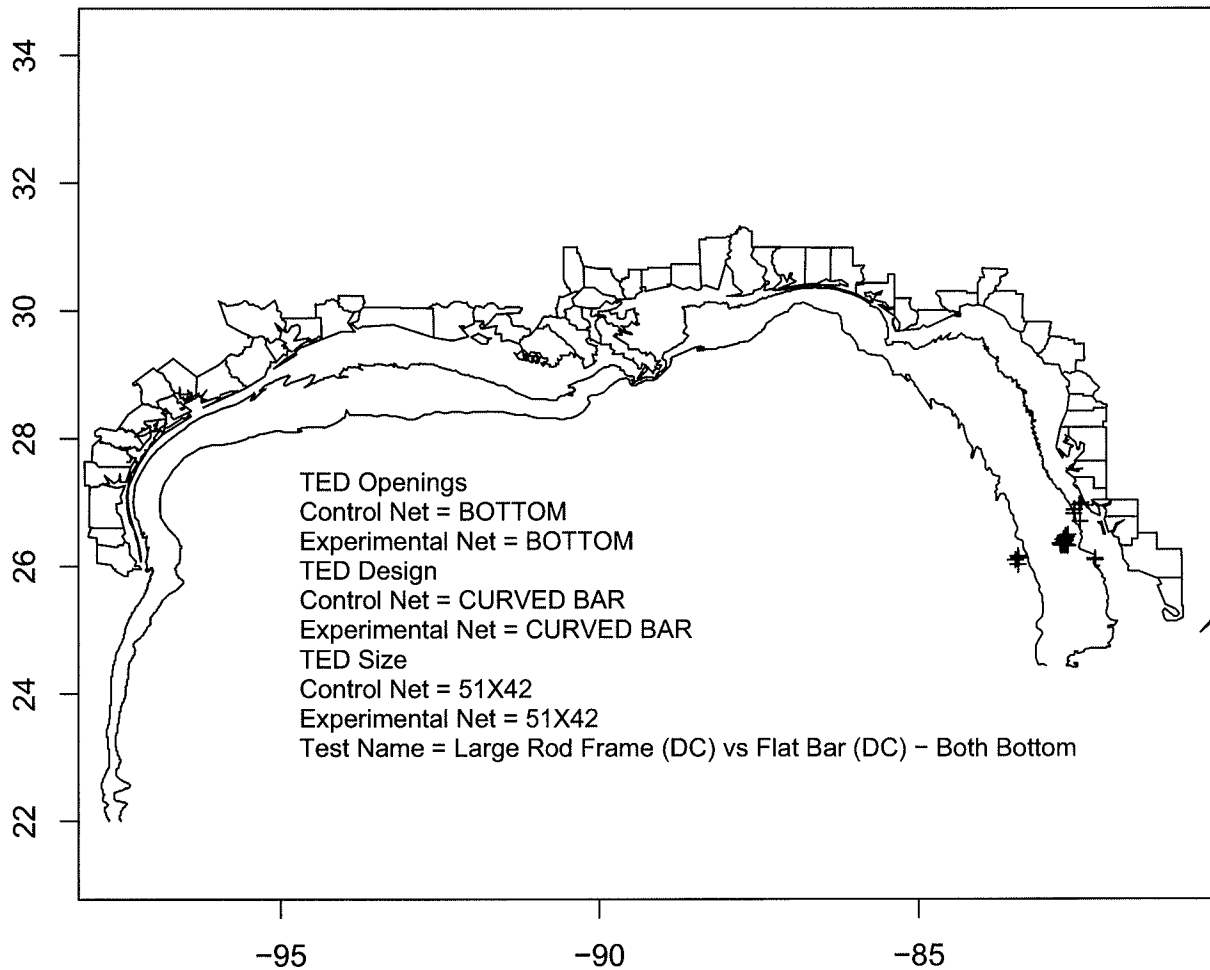 34
32
30
28
26
24
22
TED Openings
Control Net = BOTTOM
Experimental Net = BOTTOM
TED Design
Control Net = CURVED BAR
Experimental Net = CURVED BAR
TED Size
Control Net = 51X42
Experimental Net = 51X42
Test Name = Large Rod Frame (DC) vs Flat Bar (DC) − Both Bottom
−95 −90 −85